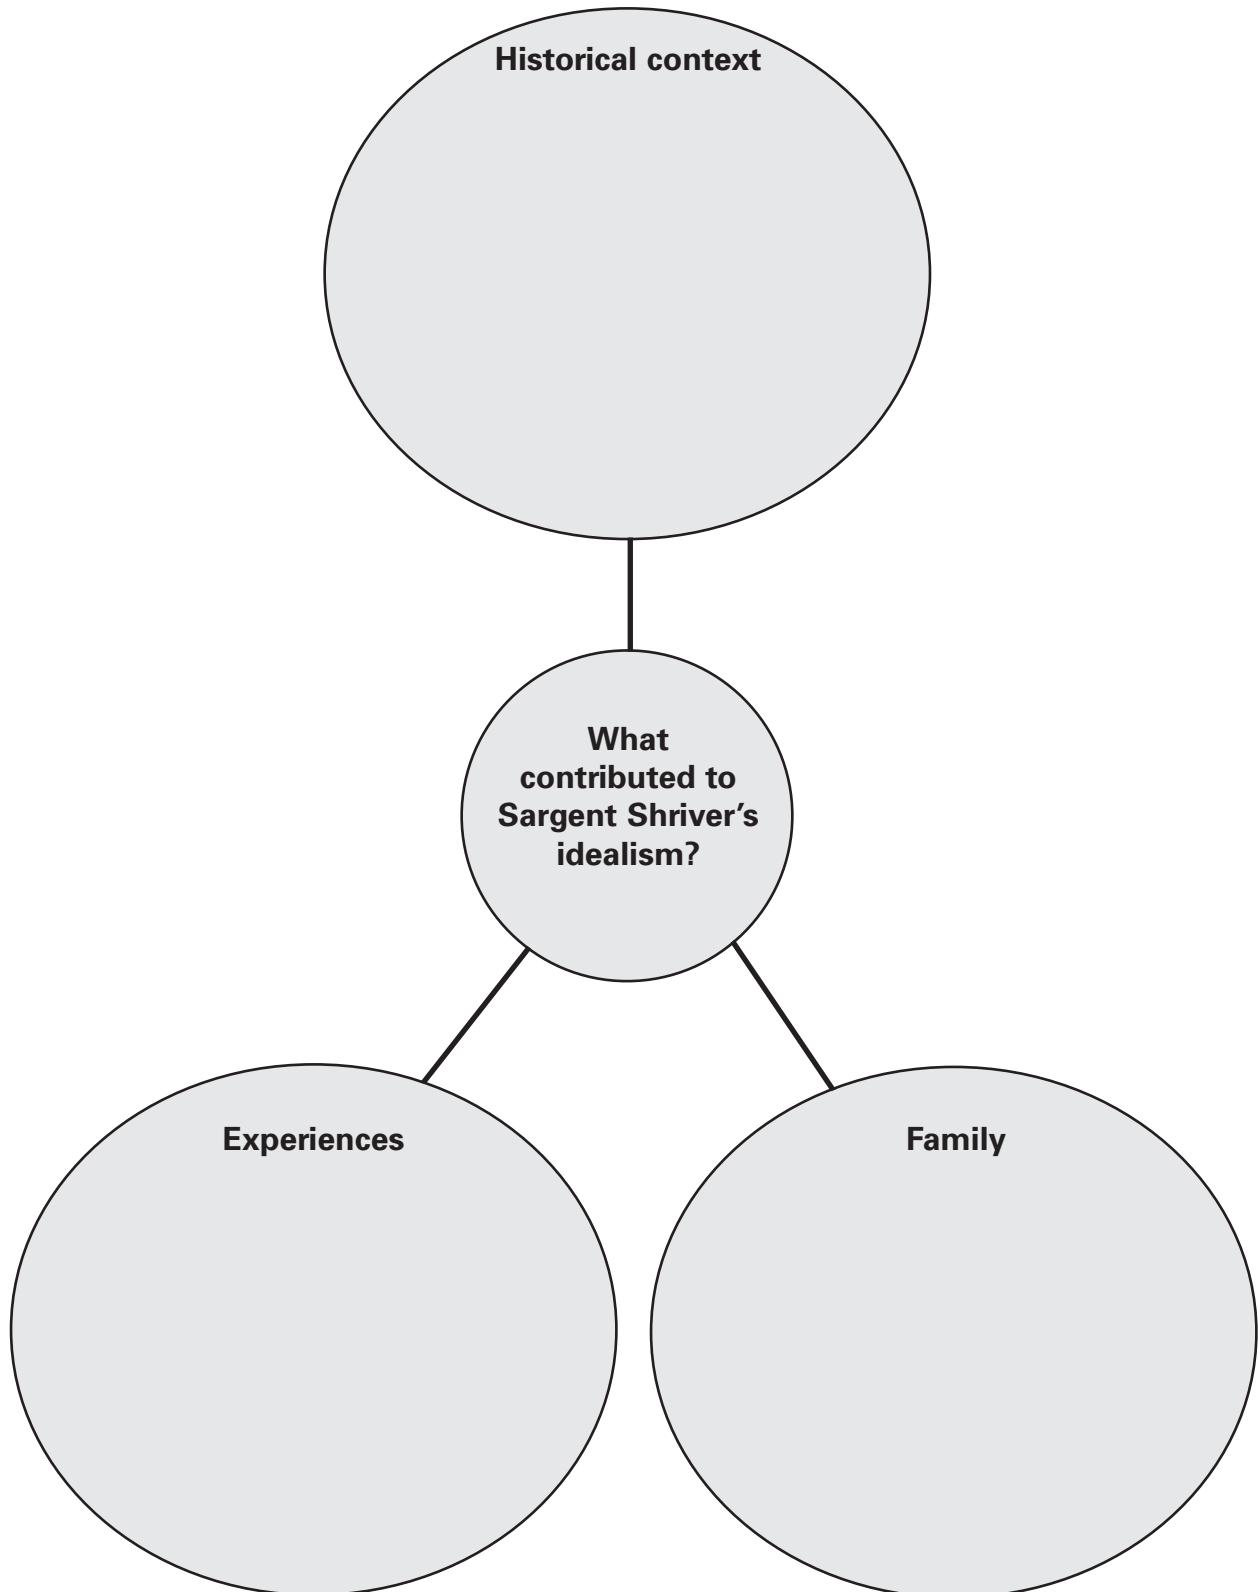 Historical context
What
contributed to
Sargent Shriver’s
idealism?
Experiences
Family